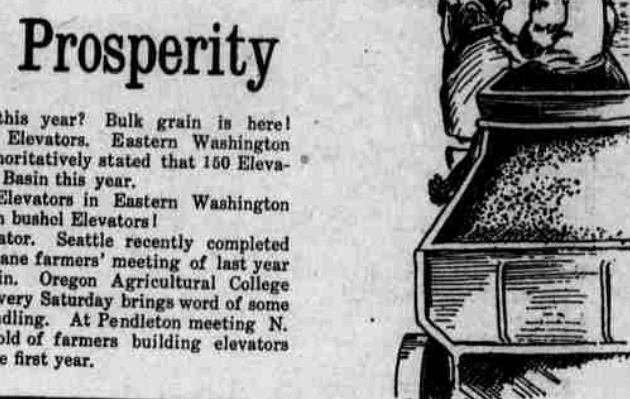 Prosperity
this year? Bulk grain is here!
Elevators. Eastern Washington
horitatively stated that 150 Eleva-
Basin this year.
Elevators in Eastern Washington
n bushel Elevators!
ator. Seattle recently completed
ane farmers' meeting of last year
in. Oregon Agricultural College
very Saturday brings word of some
ndling. At Pendleton meeting N.
old of farmers building elevators
e first year.